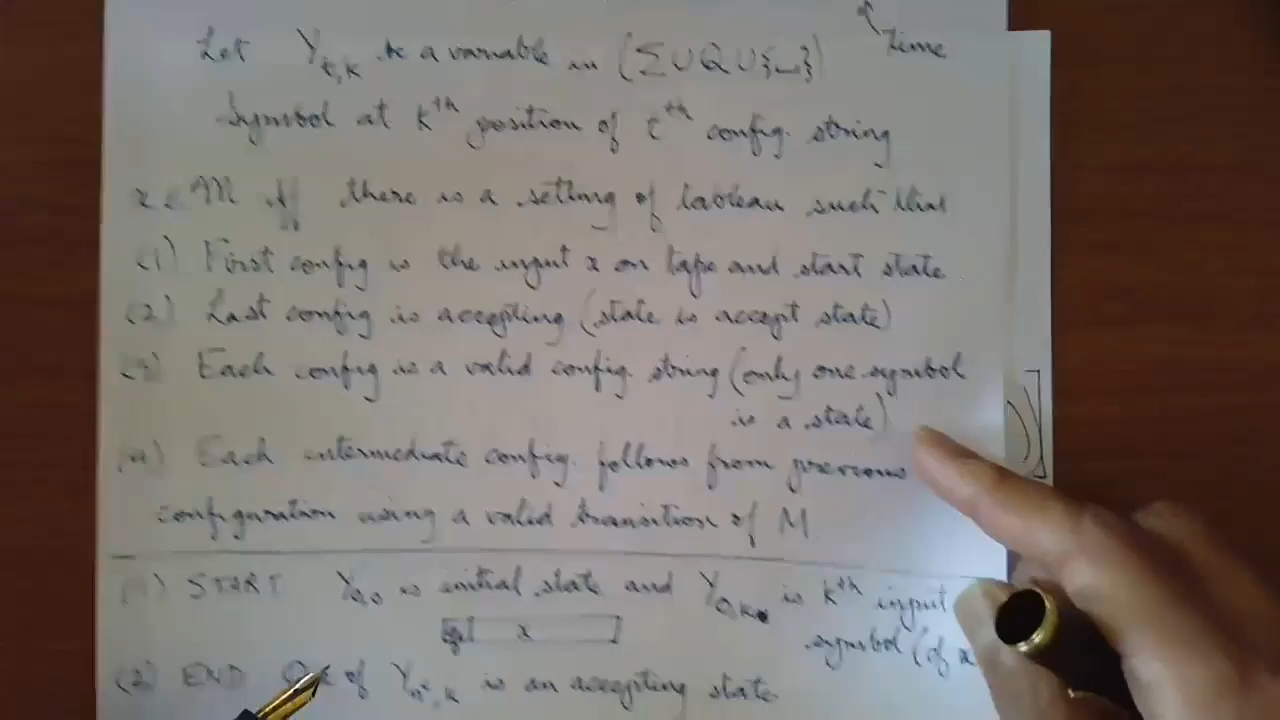 Time
Let Y_{t,k} be a variable in (Σ∪Q∪{⎵})
Symbol at k^{th} position of t^{th} config. string
x ∈ M iff there is a setting of tableau such that
(1) First config is the input x on tape and start state
(2) Last config is accepting (state is accept state)
(3) Each config is a valid config. string (only one symbol
is a state)
(4) Each intermediate config. follows from previous
configuration using a valid transition of M
(1) START Y_{0,0} is initial state and Y_{0,k} is k^{th} input
symbol (of x
x
(2) END of is an accepting state